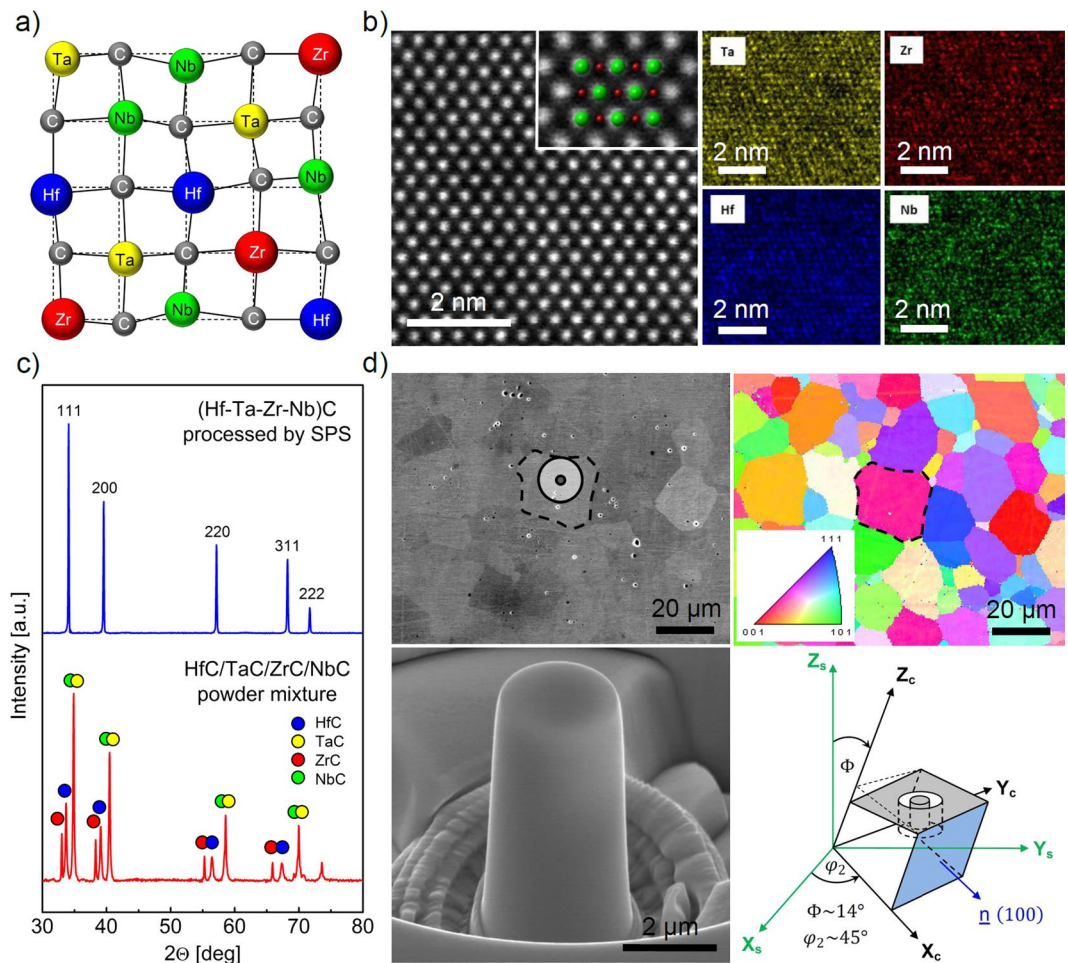 a)
Ta C Nb C Zr
C Nb C Ta C
Hf C Hf C Nb
C Ta C Zr C
Zr C Nb C Hf
b)
2 nm
Ta
2 nm
Zr
2 nm
Hf
2 nm
Nb
2 nm
c)
Intensity [a.u.]
(Hf-Ta-Zr-Nb)C
processed by SPS
111
200
220
311
222
HfC/TaC/ZrC/NbC
powder mixture
HfC
TaC
ZrC
NbC
30 40 50 60 70 80
2Θ [deg]
d)
20 µm
111
001
101
20 µm
2 µm
Zs
Zc
Φ
Yc
Ys
φ2
n (100)
Φ~14°
φ2~45°
Xs
Xc